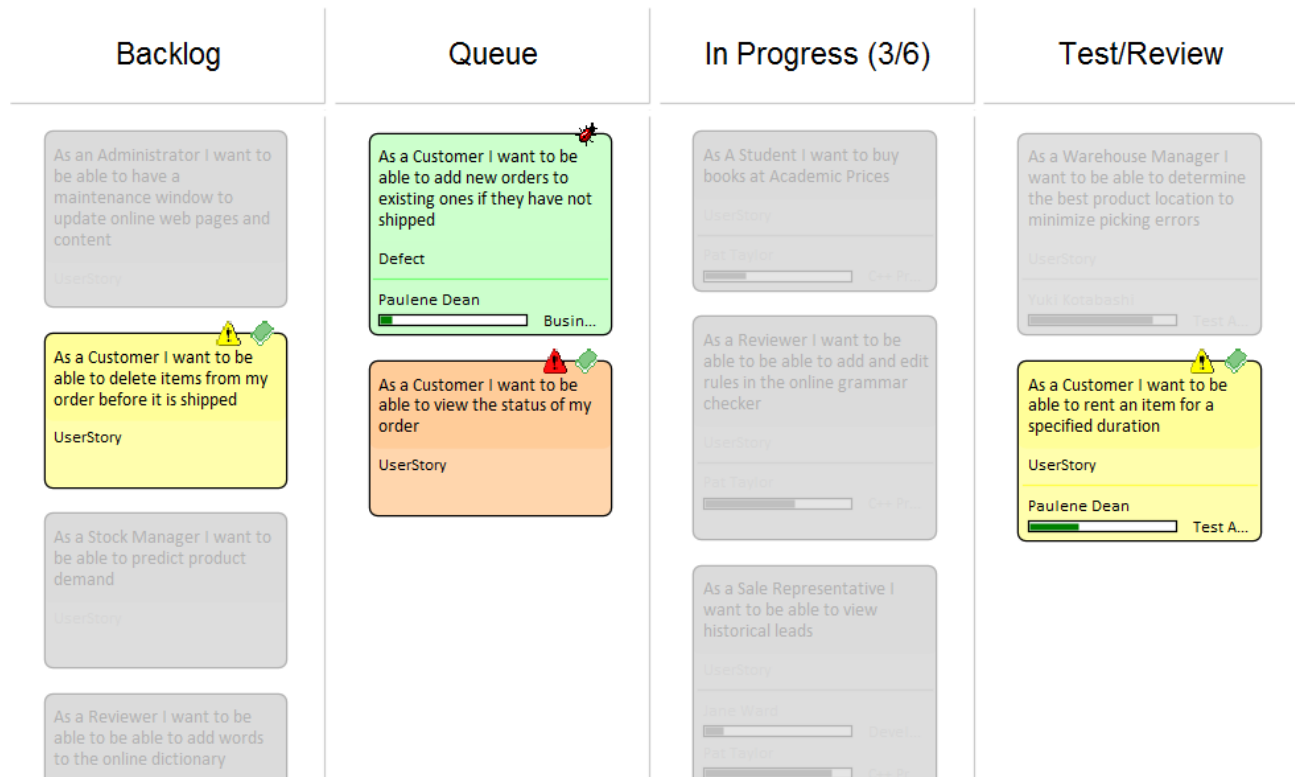 Backlog
Queue
In Progress (3/6)
Test/Review
As an Administrator I want to
be able to have a
maintenance window to
update online web pages and
content
UserStory
As a Customer I want to be
able to delete items from my
order before it is shipped
UserStory
As a Stock Manager I want to
be able to predict product
demand
UserStory
As a Reviewer I want to be
able to be able to add words
to the online dictionary
As a Customer I want to be
able to add new orders to
existing ones if they have not
shipped
Defect
Paulene Dean
Busin...
As a Customer I want to be
able to view the status of my
order
UserStory
As A Student I want to buy
books at Academic Prices
UserStory
Pat Taylor
C++ Pr...
As a Reviewer I want to be
able to be able to add and edit
rules in the online grammar
checker
UserStory
Pat Taylor
C++ Pr...
As a Sale Representative I
want to be able to view
historical leads
UserStory
Jane Ward
Devel...
Pat Taylor
C++ Pr...
As a Warehouse Manager I
want to be able to determine
the best product location to
minimize picking errors
UserStory
Yuki Kotabashi
Test A...
As a Customer I want to be
able to rent an item for a
specified duration
UserStory
Paulene Dean
Test A...